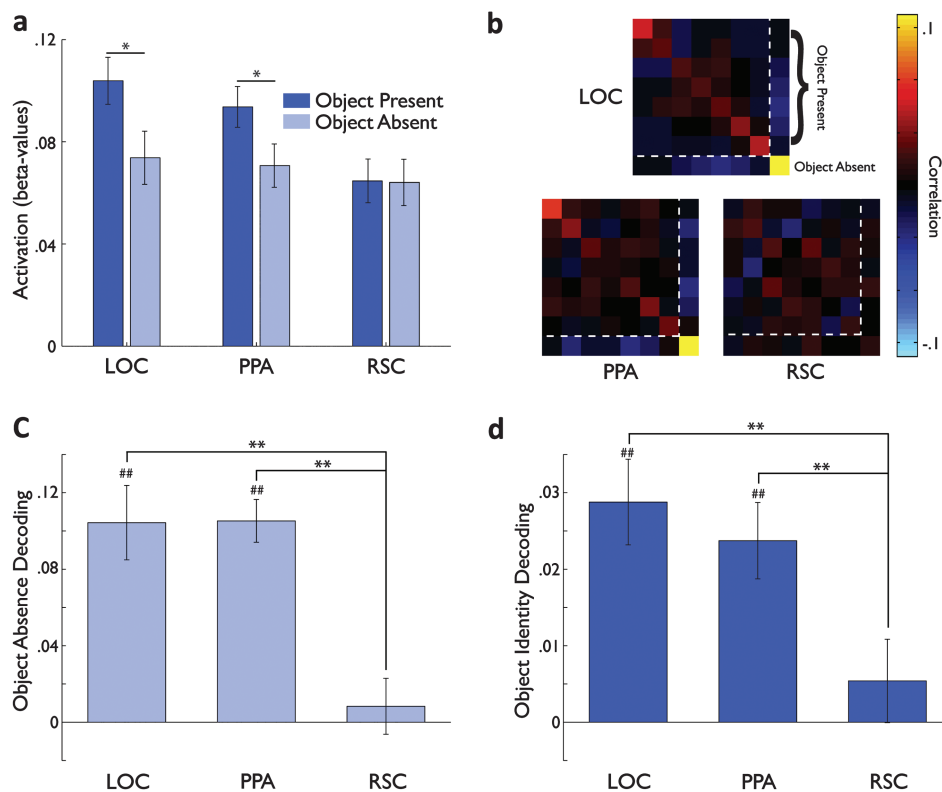 a
.12
.08
.04
0
Activation (beta-values)
*
*
Object Present
Object Absent
LOC
PPA
RSC
b
LOC
Object Present
Object Absent
PPA
RSC
.1
Correlation
-.1
c
.12
.08
.04
0
Object Absence Decoding
**
**
##
##
LOC
PPA
RSC
d
.03
.02
.01
0
Object Identity Decoding
**
**
##
##
LOC
PPA
RSC